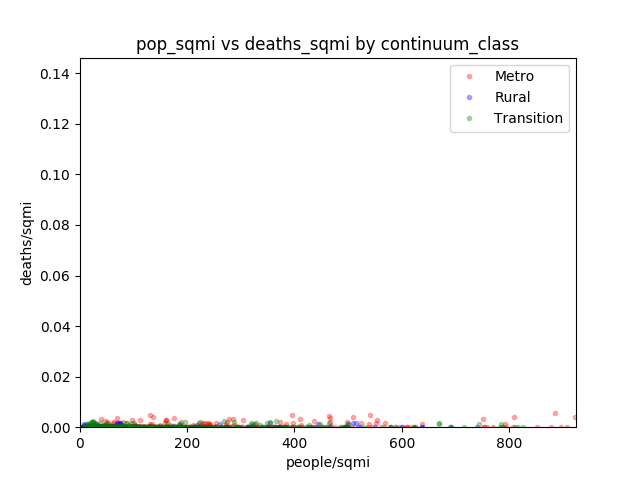 pop_sqmi vs deaths_sqmi by continuum_class
Metro
Rural
Transition
deaths/sqmi
0.14
0.12
0.10
0.08
0.06
0.04
0.02
0.00
0
200
400
600
800
people/sqmi